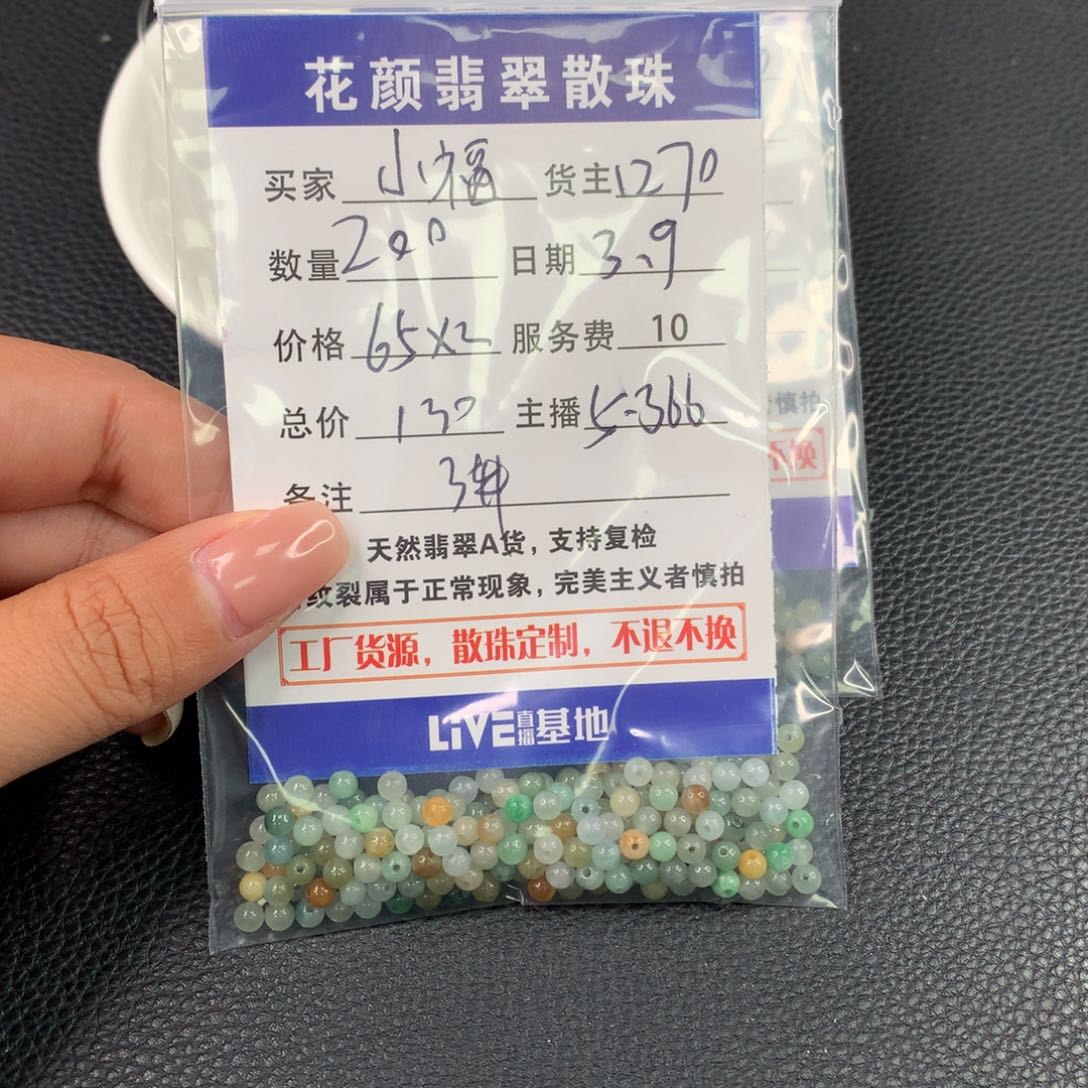 花颜翡翠散珠
买家 小福 货主 1270
数量 200 日期 3.9
价格 65x2 服务费 10
总价 130 主播 5-366
备注 3#
天然翡翠A货，支持复检
纹裂属于正常现象，完美主义者慎拍
工厂货源，散珠定制，不退不换
LiVE直播基地
慎拍
不换